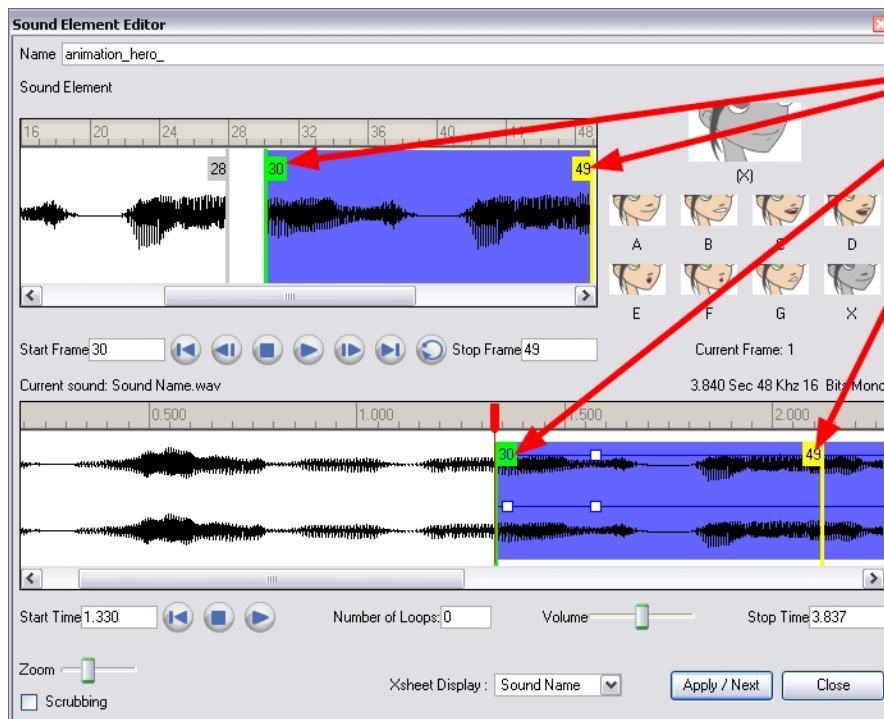 Sound Element Editor
Name animation_hero_
Sound Element
16 20 24 28 32 36 40 44 48
28 30 49
(X)
A B C D
E F G X
Start Frame 30 Stop Frame 49 Current Frame: 1
Current sound: Sound Name.wav 3.840 Sec 48 Khz 16 Bits Mono
0.500 1.000 1.500 2.000
30 49
Start Time 1.330 Number of Loops: 0 Volume Stop Time 3.837
Zoom
Scrubbing Xsheet Display : Sound Name Apply / Next Close